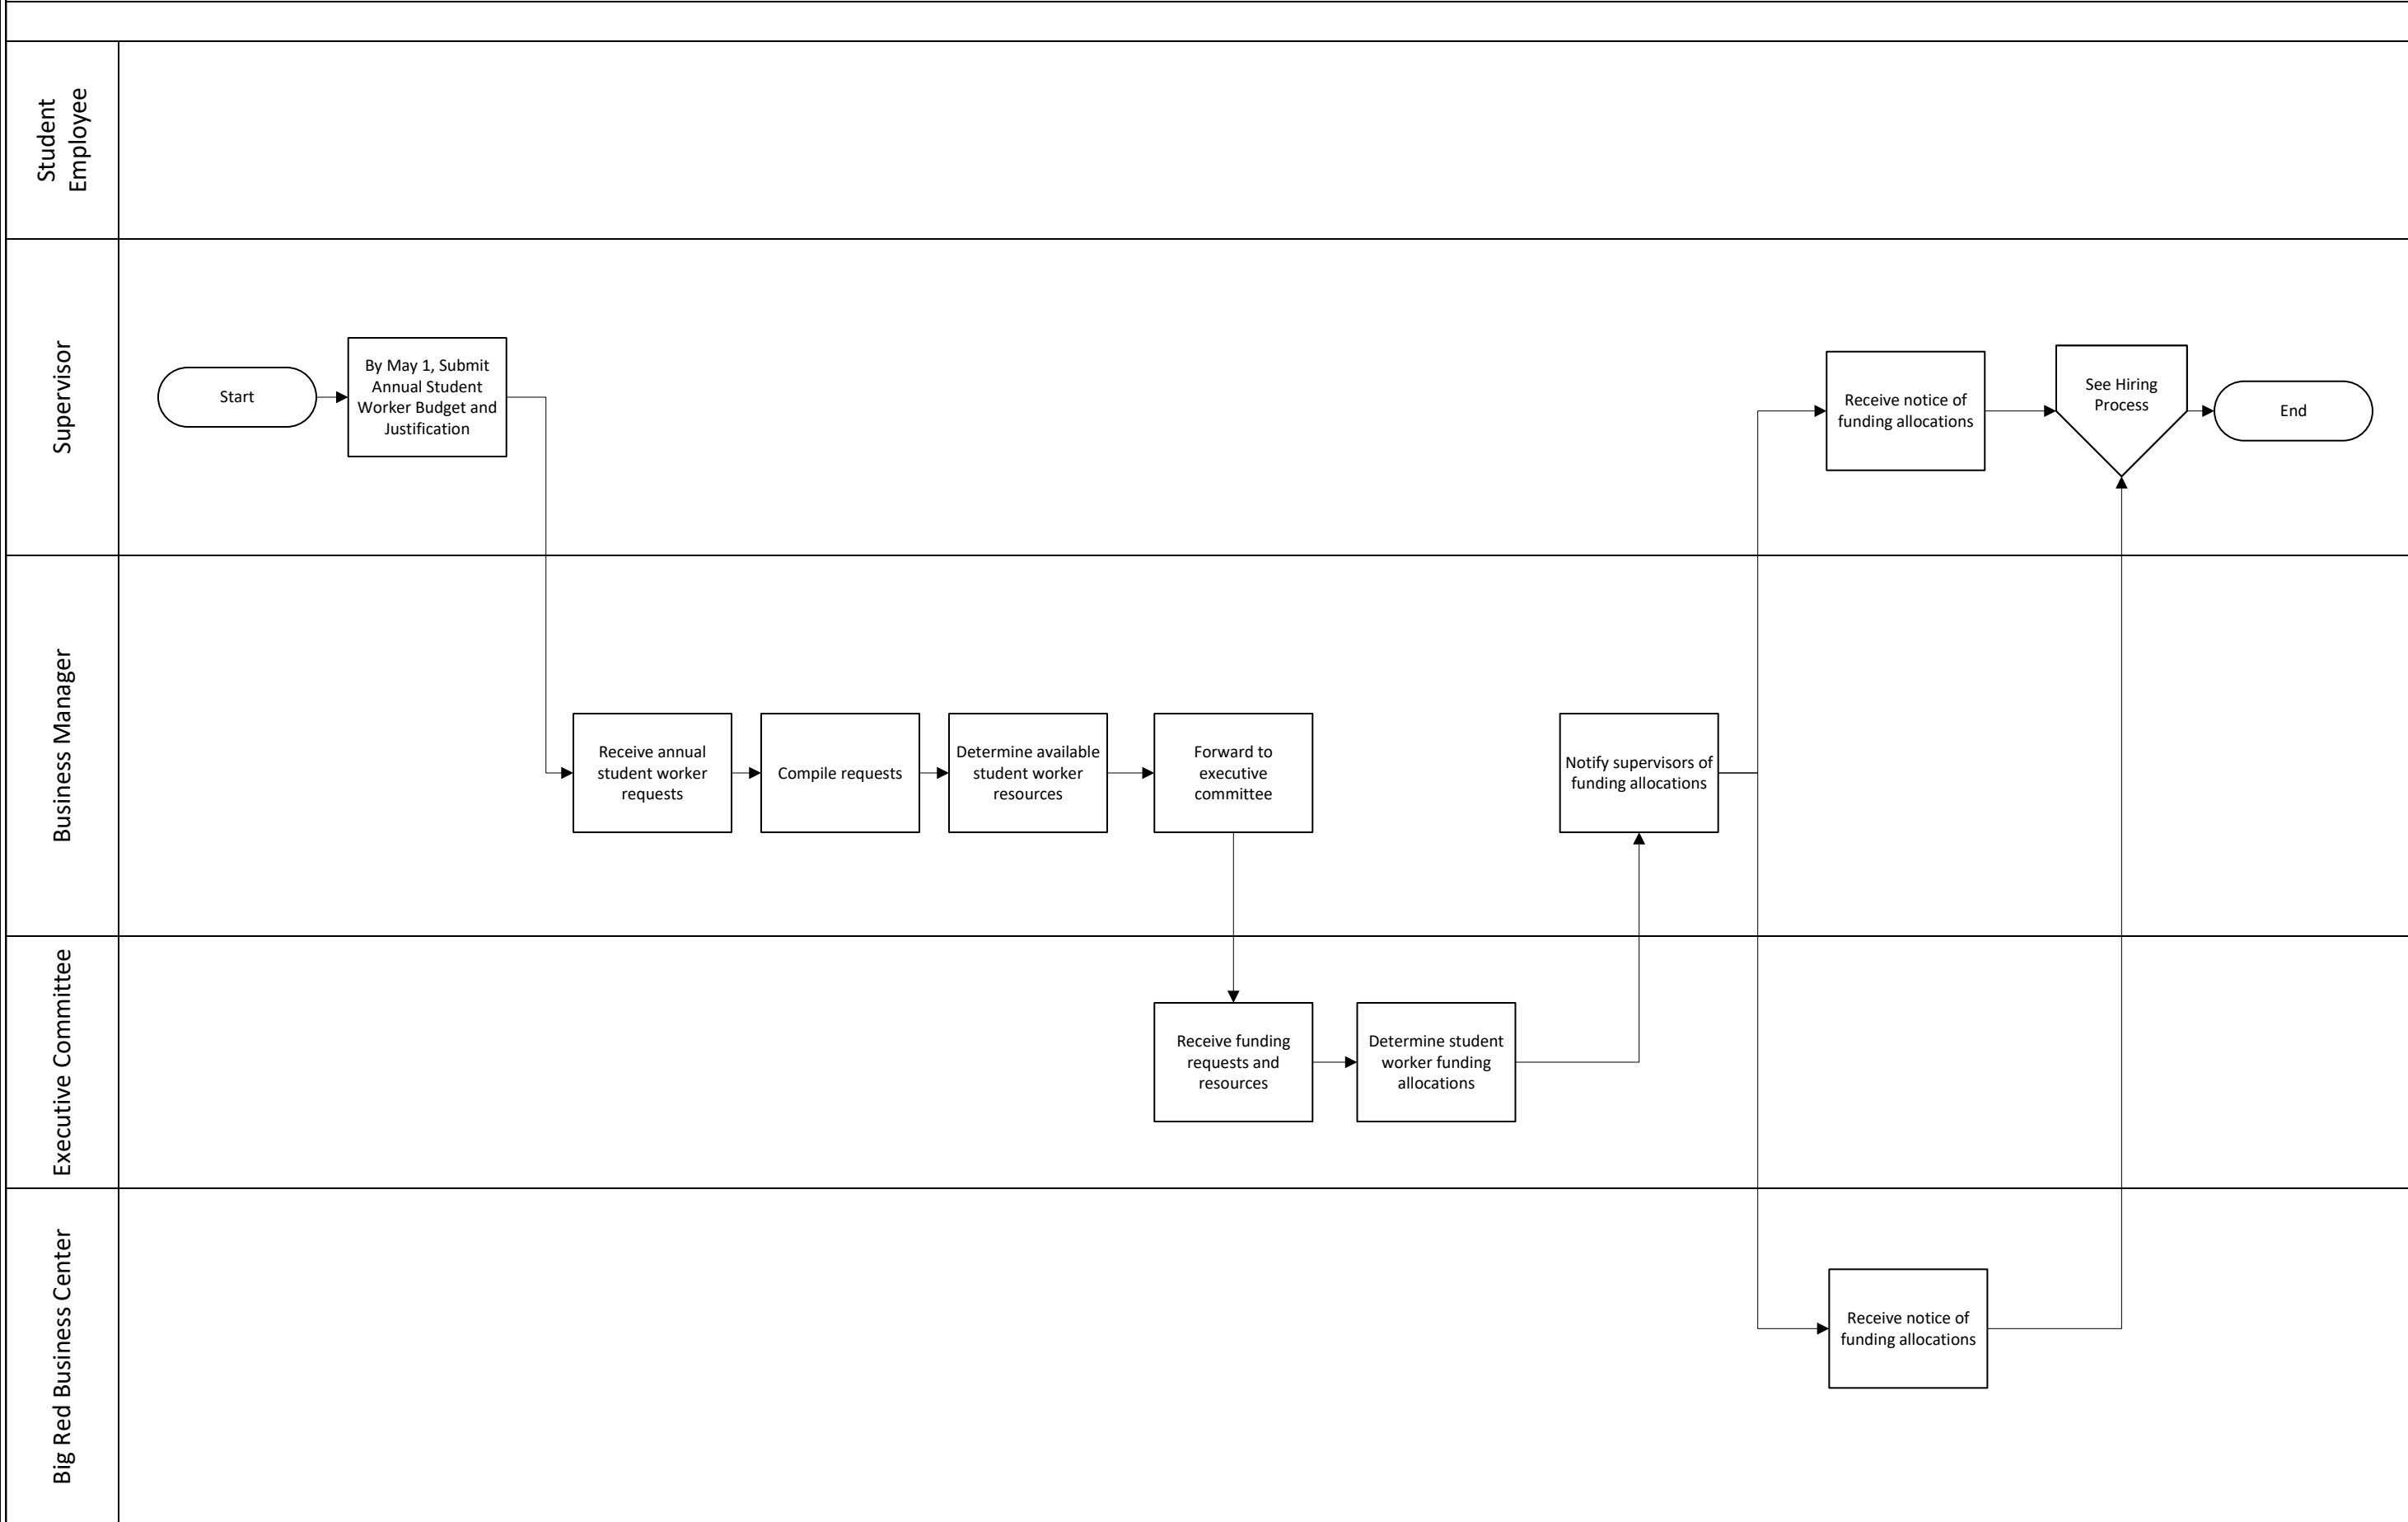 Student
Employee
Supervisor
Start
By May 1, Submit
Annual Student
Worker Budget and
Justification
Receive notice of
funding allocations
See Hiring
Process
End
Business Manager
Receive annual
student worker
requests
Compile requests
Determine available
student worker
resources
Forward to
executive
committee
Notify supervisors of
funding allocations
Executive Committee
Receive funding
requests and
resources
Determine student
worker funding
allocations
Big Red Business Center
Receive notice of
funding allocations